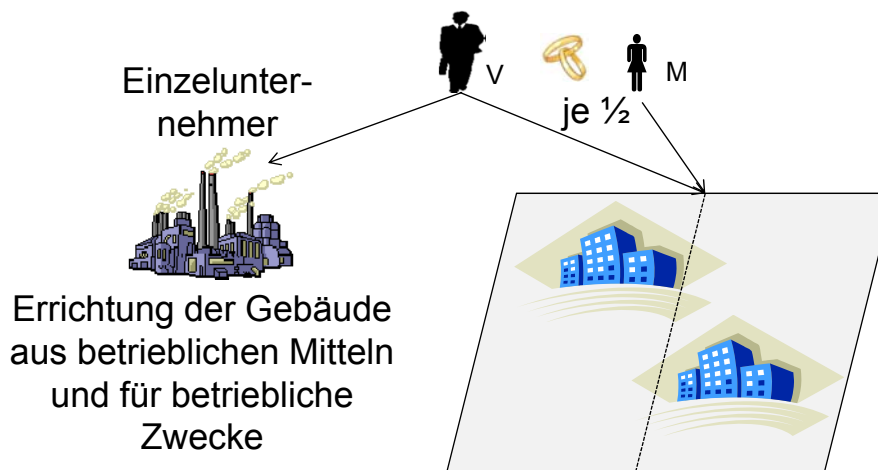 V
M
je ½
Einzelunter-
nehmer
Errichtung der Gebäude
aus betrieblichen Mitteln
und für betriebliche
Zwecke